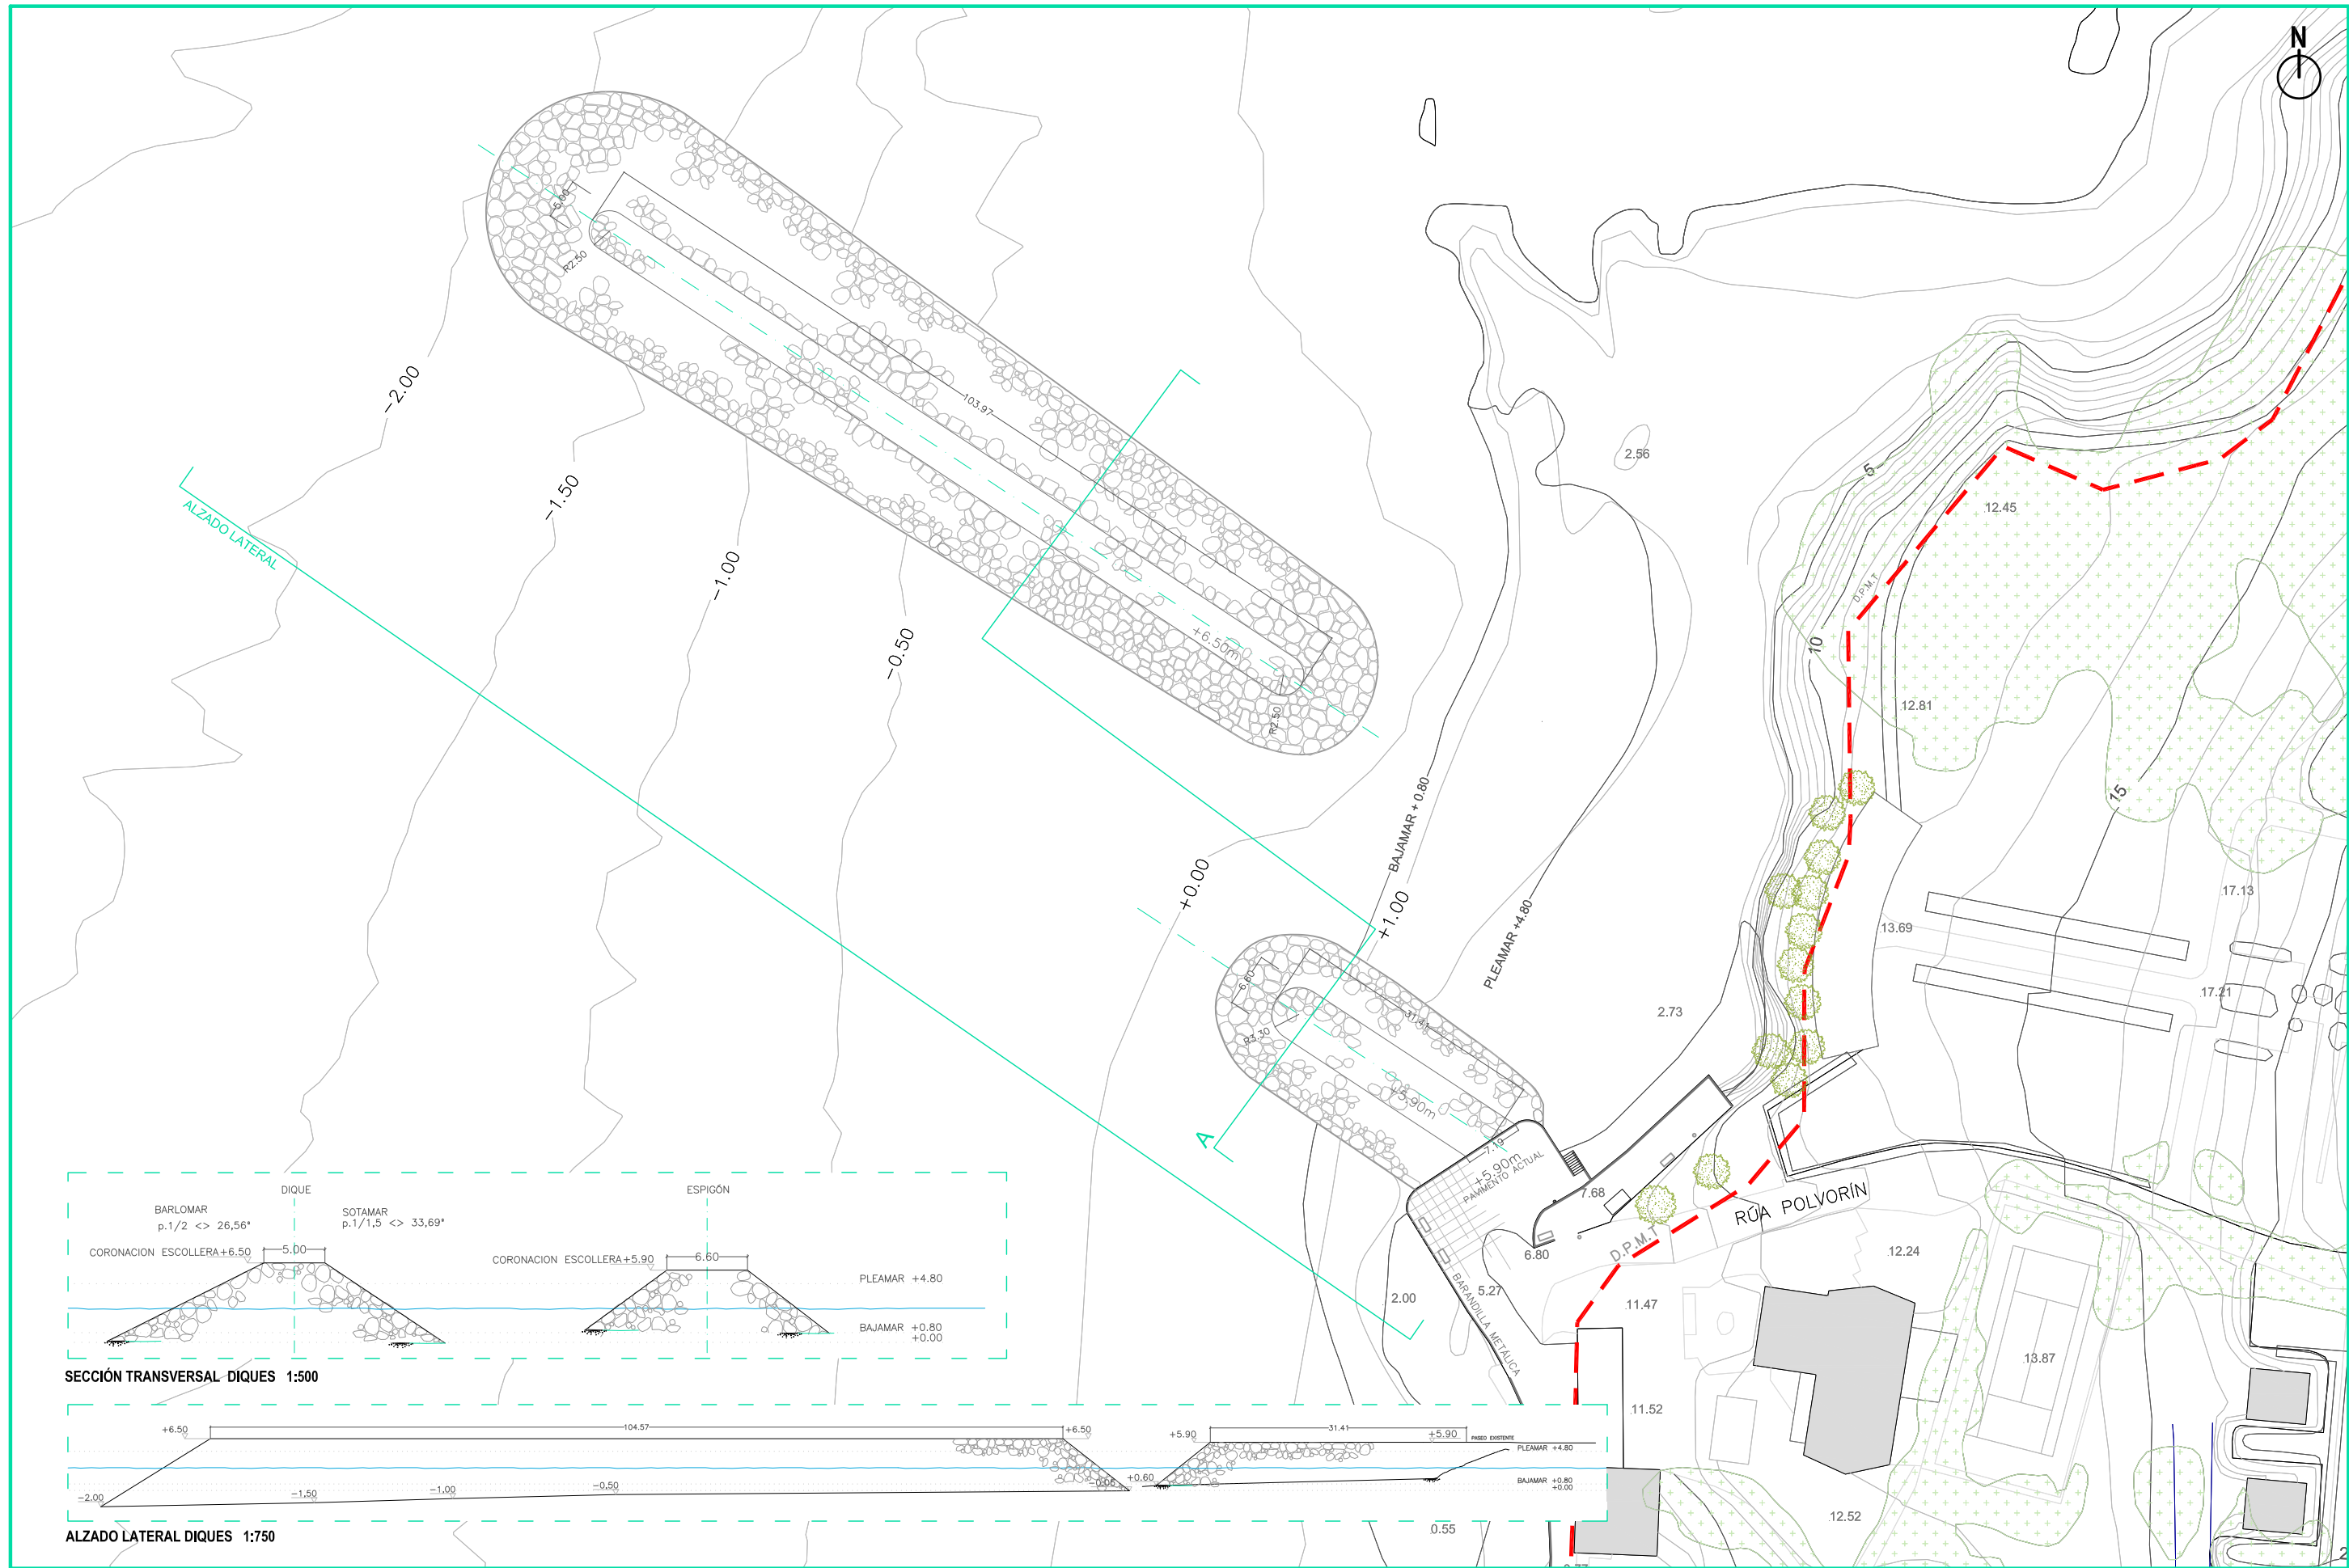 N
5.00
R2.50
103.97
+6.50m
R2.50
-2.00
-1.50
-1.00
-0.50
+0.00
+1.00
ALZADO LATERAL
BAJAMAR + 0.80
PLEAMAR +4.80
2.56
5
10
15
12.45
D.P.M.T
12.81
13.69
17.13
17.21
2.73
6.60
R3.30
31.41
+5.90m
A
7.19
+5.90m
PAVIMENTO ACTUAL
7.68
6.80
5.27
2.00
BARANDILLA METÁLICA
D.P.M.T
RÚA POLVORÍN
12.24
11.47
13.87
11.52
12.52
0.55
DIQUE
ESPIGÓN
BARLOMAR
p.1/2 <> 26,56°
SOTAMAR
p.1/1,5 <> 33,69°
CORONACION ESCOLLERA+6.50
5.00
CORONACION ESCOLLERA+5.90
6.60
PLEAMAR +4.80
BAJAMAR +0.80
+0.00
SECCIÓN TRANSVERSAL DIQUES 1:500
+6.50
104.57
+6.50
+5.90
31.41
+5.90
PASEO EXISTENTE
PLEAMAR +4.80
-2.00
-1.50
-1.00
-0.50
-0.06
+0.60
BAJAMAR +0.80
+0.00
ALZADO LATERAL DIQUES 1:750